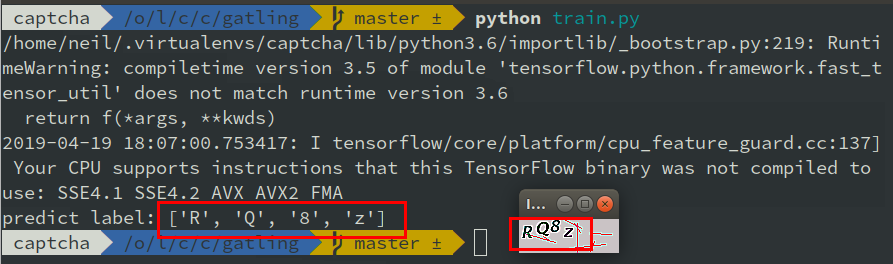 captcha /o/l/c/c/gatling master ± python train.py
/home/neil/.virtualenvs/captcha/lib/python3.6/importlib/_bootstrap.py:219: Runti
meWarning: compiletime version 3.5 of module 'tensorflow.python.framework.fast_t
ensor_util' does not match runtime version 3.6
  return f(*args, **kwds)
2019-04-19 18:07:00.753417: I tensorflow/core/platform/cpu_feature_guard.cc:137]
 Your CPU supports instructions that this TensorFlow binary was not compiled to
use: SSE4.1 SSE4.2 AVX AVX2 FMA
I...
predict label: ['R', 'Q', '8', 'z']
RQ8z
captcha /o/l/c/c/gatling master ±